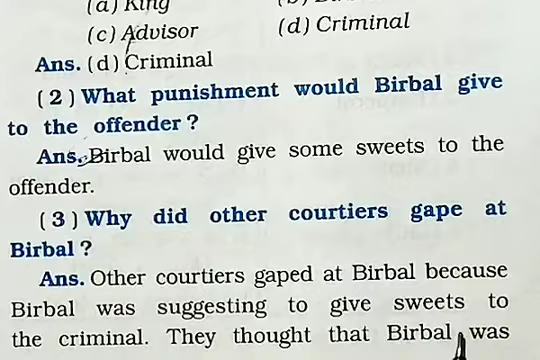 (a) King
(c) Advisor (d) Criminal
Ans. (d) Criminal
(2) What punishment would Birbal give
to the offender ?
Ans. Birbal would give some sweets to the
offender.
(3) Why did other courtiers gape at
Birbal ?
Ans. Other courtiers gaped at Birbal because
Birbal was suggesting to give sweets to
the criminal. They thought that Birbal was